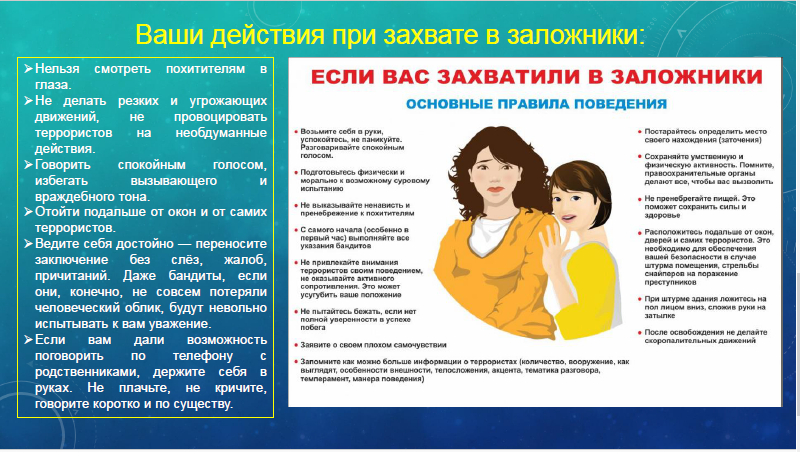 Ваши действия при захвате в заложники:
➢Нельзя смотреть похитителям в
глаза.
➢Не делать резких и угрожающих
движений, не провоцировать
террористов на необдуманные
действия.
➢Говорить спокойным голосом,
избегать вызывающего и
враждебного тона.
➢Отойти подальше от окон и от самих
террористов.
➢Ведите себя достойно — переносите
заключение без слёз, жалоб,
причитаний. Даже бандиты, если
они, конечно, не совсем потеряли
человеческий облик, будут невольно
испытывать к вам уважение.
➢Если вам дали возможность
поговорить по телефону с
родственниками, держите себя в
руках. Не плачьте, не кричите,
говорите коротко и по существу.
ЕСЛИ ВАС ЗАХВАТИЛИ В ЗАЛОЖНИКИ
ОСНОВНЫЕ ПРАВИЛА ПОВЕДЕНИЯ
• Возьмите себя в руки,
успокойтесь, не паникуйте.
Разговаривайте спокойным
голосом.
• Подготовьтесь физически и
морально к возможному суровому
испытанию
• Не выказывайте ненависть и
пренебрежение к похитителям
• С самого начала (особенно в
первый час) выполняйте все
указания бандитов
• Не привлекайте внимания
террористов своим поведением,
не оказывайте активного
сопротивления. Это может
усугубить ваше положение
• Не пытайтесь бежать, если нет
полной уверенности в успехе
побега
• Заявите о своем плохом самочувствии
• Запомните как можно больше информации о террористах (количество, вооружение, как
выглядят, особенности внешности, телосложения, акцента, тематика разговора,
темперамент, манера поведения)
• Постарайтесь определить место
своего нахождения (заточения)
• Сохраняйте умственную и
физическую активность. Помните,
правоохранительные органы
делают все, чтобы вас вызволить
• Не пренебрегайте пищей. Это
поможет сохранить силы и
здоровье
• Расположитесь подальше от окон,
дверей и самих террористов. Это
необходимо для обеспечения
вашей безопасности в случае
штурма помещения, стрельбы
снайперов на поражение
преступников
• При штурме здания ложитесь на
пол лицом вниз, сложив руки на
затылке
• После освобождения не делайте
скоропалительных движений